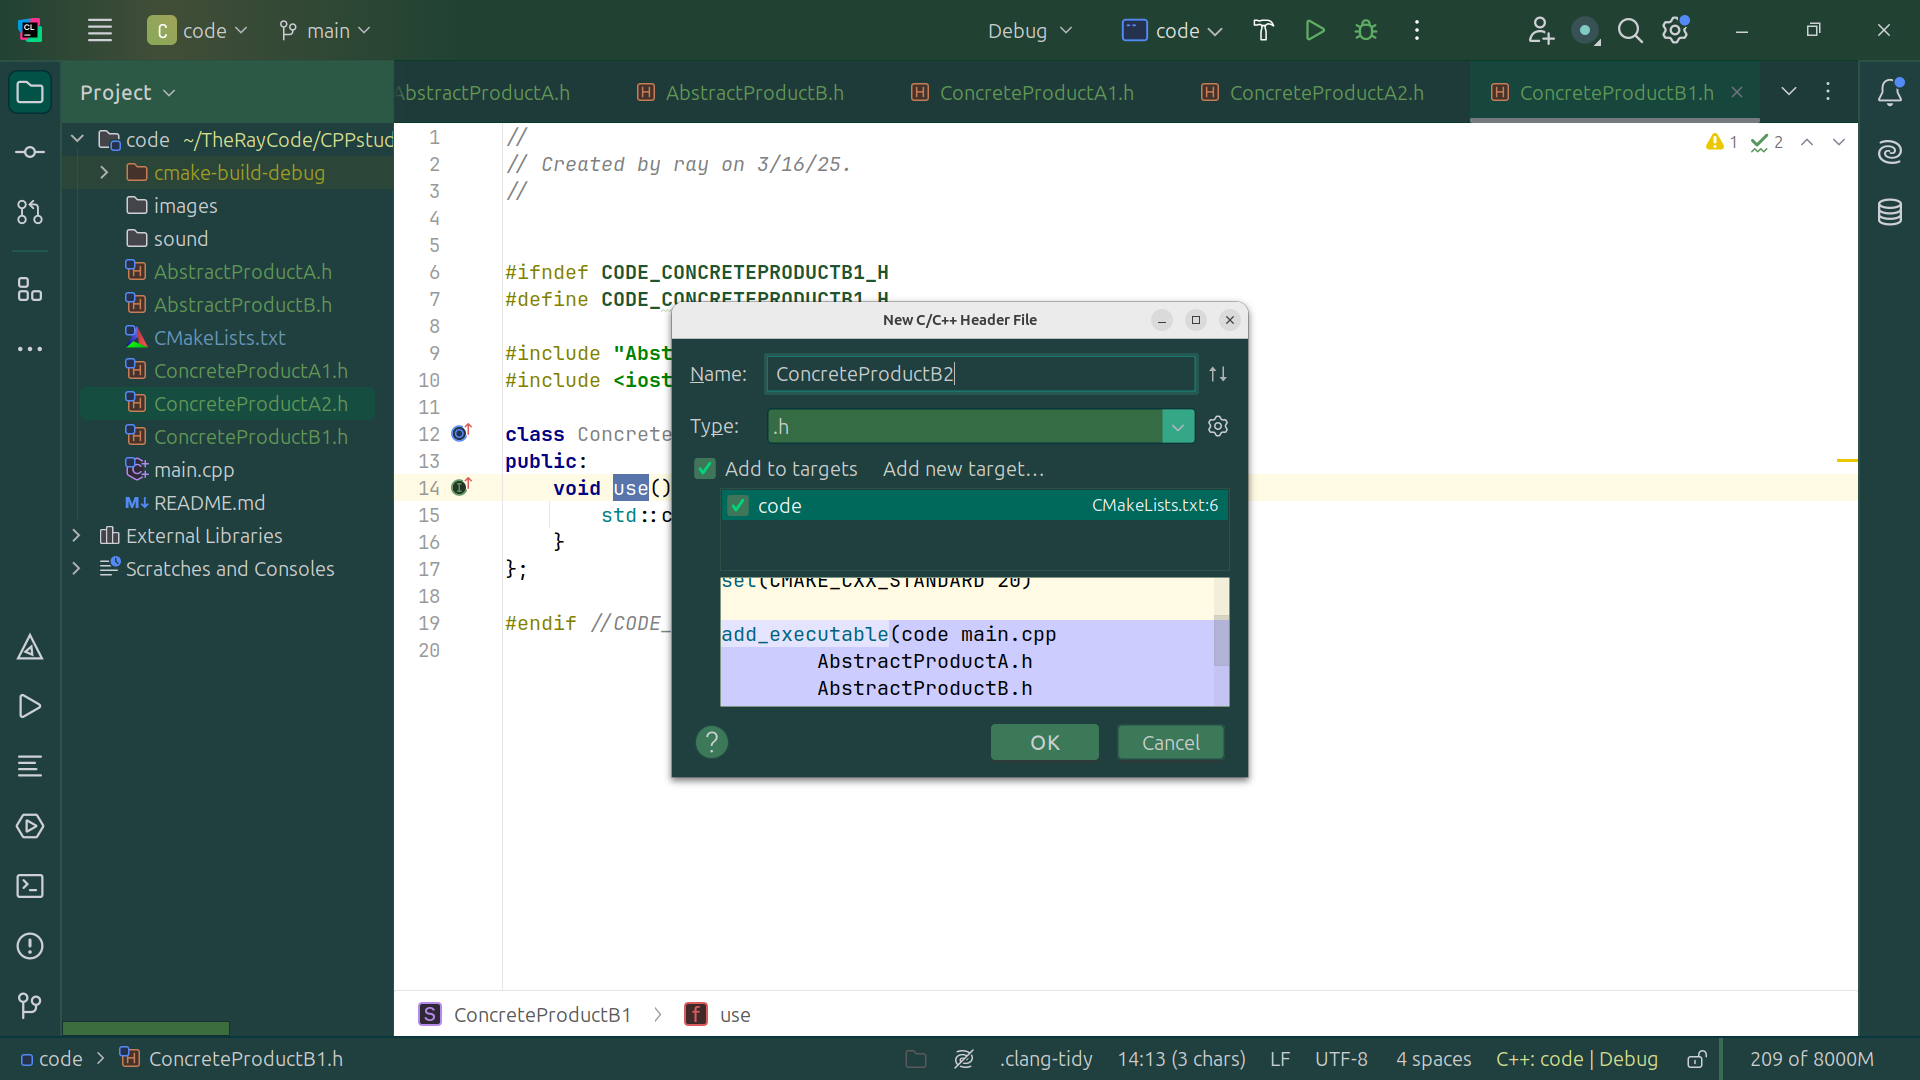 C code main Debug code
Project
code ~/TheRayCode/CPPstud
cmake-build-debug
images
sound
AbstractProductA.h
AbstractProductB.h
CMakeLists.txt
ConcreteProductA1.h
ConcreteProductA2.h
ConcreteProductB1.h
main.cpp
README.md
External Libraries
Scratches and Consoles
AbstractProductA.h AbstractProductB.h ConcreteProductA1.h ConcreteProductA2.h ConcreteProductB1.h
1 //
2 // Created by ray on 3/16/25.
3 //
4
5
6 #ifndef CODE_CONCRETEPRODUCTB1_H
7 #define CODE_CONCRETEPRODUCTB1_H
8
9 #include "Abst
10 #include <iost
11
12 class Concrete
13 public:
14 void use()
15 std::c
16 }
17 };
18
19 #endif //CODE_
20
1 2
New C/C++ Header File
Name: ConcreteProductB2
Type: .h
Add to targets Add new target...
code CMakeLists.txt:6
set(CMAKE_CXX_STANDARD 20)
add_executable(code main.cpp
AbstractProductA.h
AbstractProductB.h
? OK Cancel
S ConcreteProductB1 f use
code ConcreteProductB1.h .clang-tidy 14:13 (3 chars) LF UTF-8 4 spaces C++: code | Debug 209 of 8000M